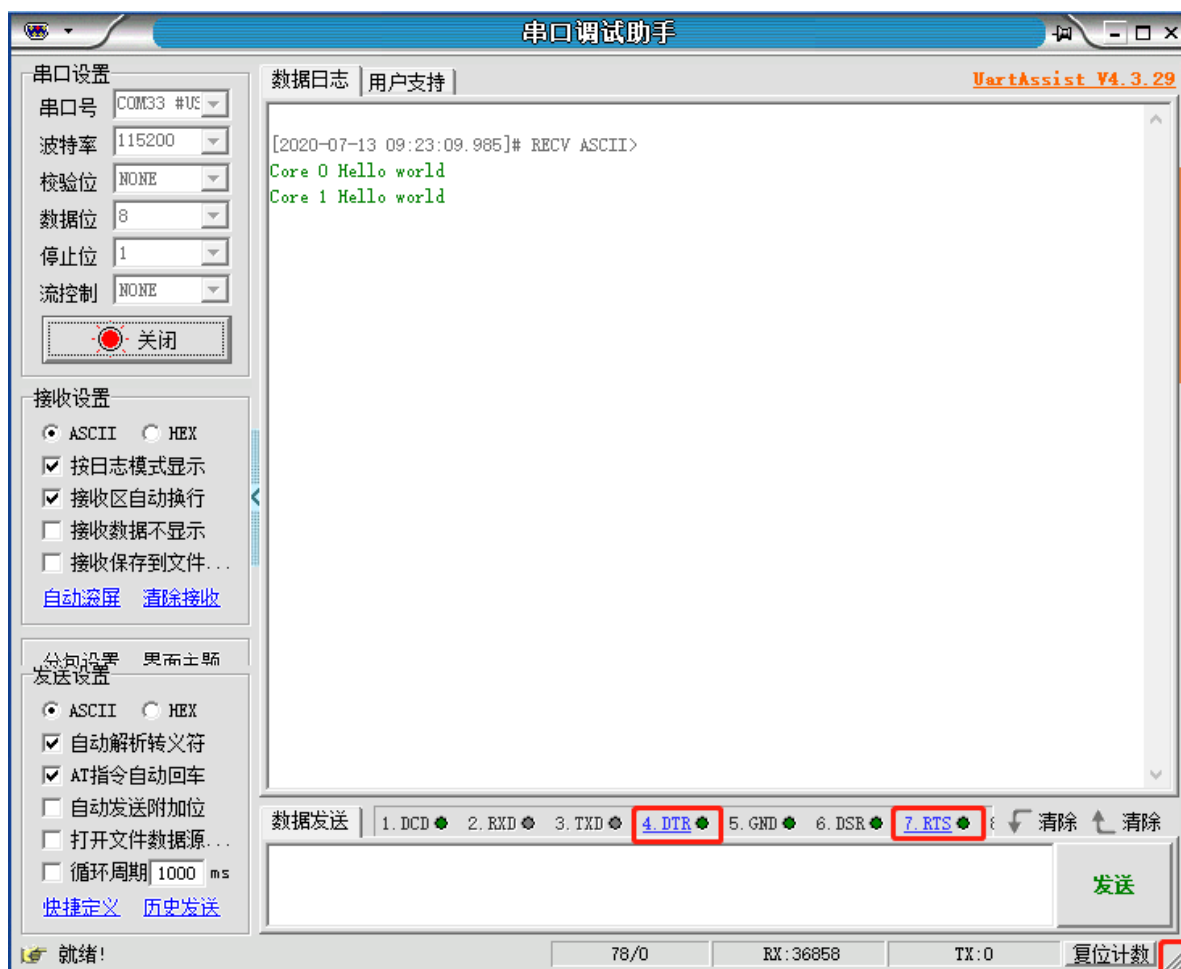 串口调试助手
串口设置
串口号 COM33 #US
波特率 115200
校验位 NONE
数据位 8
停止位 1
流控制 NONE
关闭
接收设置
ASCII HEX
按日志模式显示
接收区自动换行
接收数据不显示
接收保存到文件...
自动滚屏 清除接收
分包设置 界面主题
发送设置
ASCII HEX
自动解析转义符
AT指令自动回车
自动发送附加位
打开文件数据源...
循环周期 1000 ms
快捷定义 历史发送
数据日志 用户支持 UartAssist V4.3.29
[2020-07-13 09:23:09.985]# RECV ASCII>
Core 0 Hello world
Core 1 Hello world
数据发送 1.DCD 2.RXD 3.TXD 4.DTR 5.GND 6.DSR 7.RTS 清除 清除
发送
就绪! 78/0 RX:36858 TX:0 复位计数